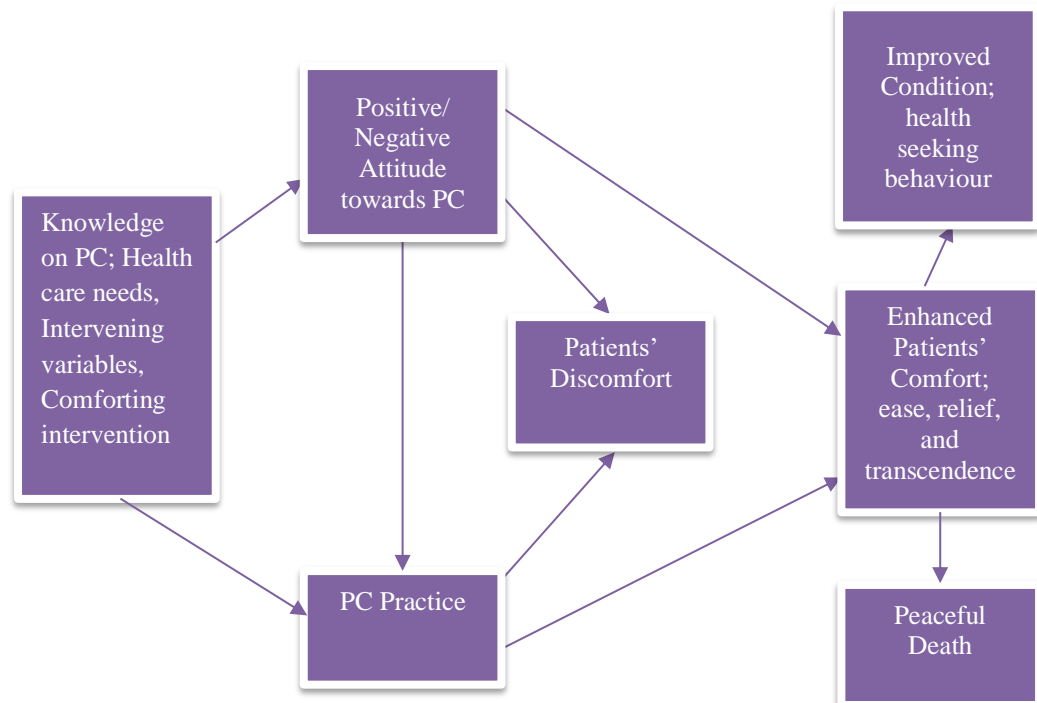 Knowledge
on PC; Health
care needs,
Intervening
variables,
Comforting
intervention
Positive/
Negative
Attitude
towards PC
PC Practice
Patients’
Discomfort
Improved
Condition;
health
seeking
behaviour
Enhanced
Patients’
Comfort;
ease, relief,
and
transcendence
Peaceful
Death